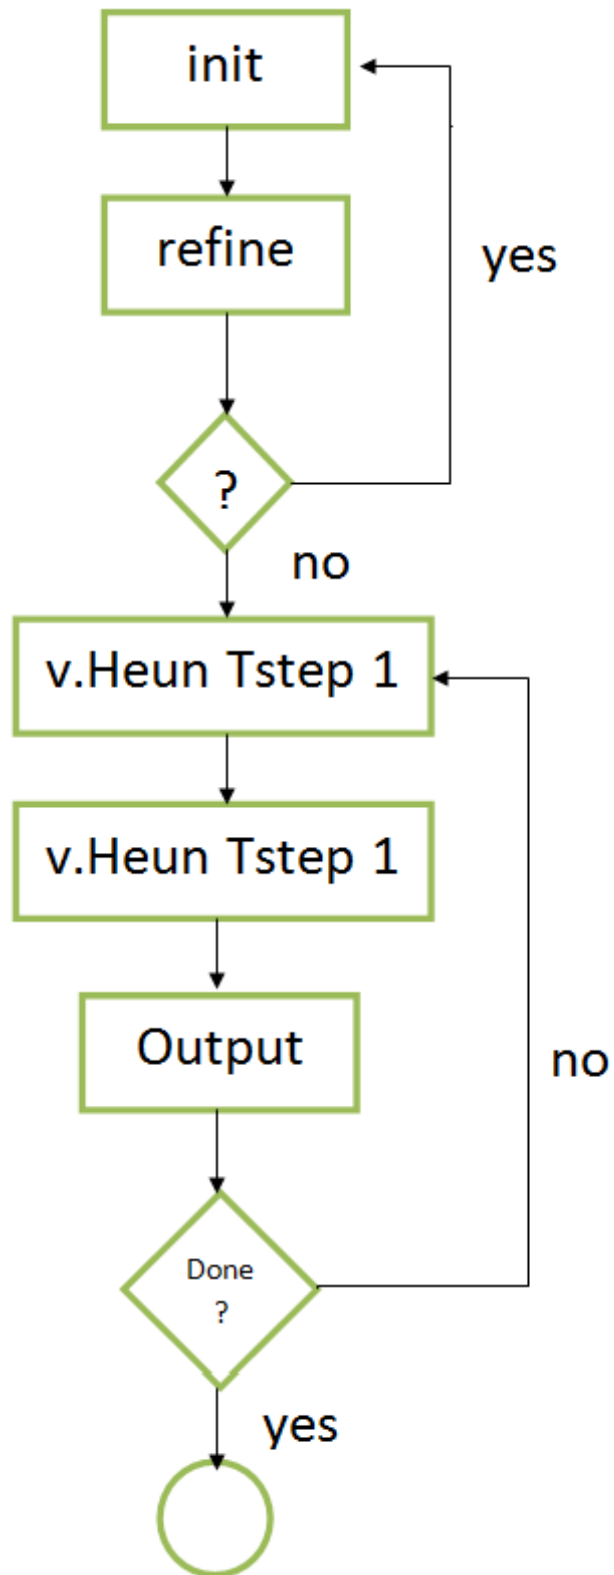 init
refine
yes
?
no
v.Heun Tstep 1
v.Heun Tstep 1
Output
no
Done
?
yes